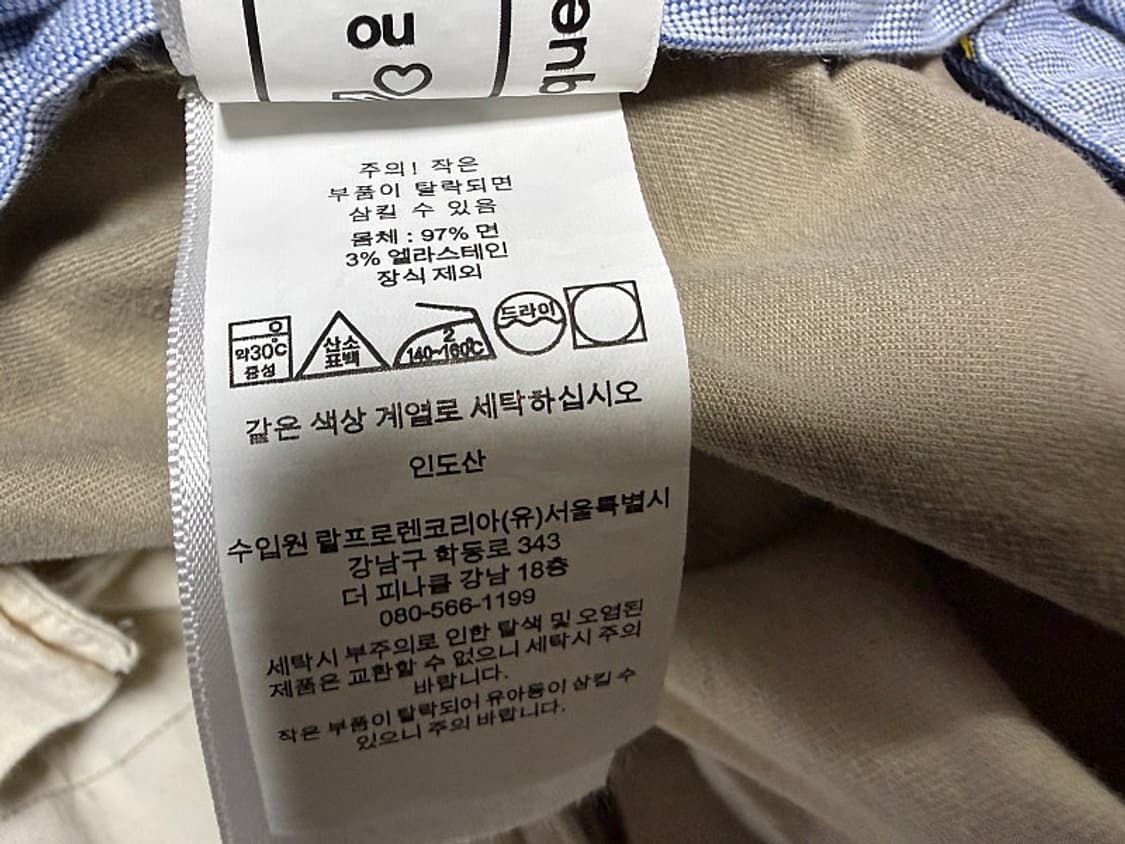 ou
que
주의! 작은
부품이 탈락되면
삼킬 수 있음
몸체 : 97% 면
3% 엘라스테인
장식 제외
약30℃
중성
산소
표백
2
140~160℃
드라이
같은 색상 계열로 세탁하십시오
인도산
수입원 랄프로렌코리아(유)서울특별시
강남구 학동로 343
더 피나클 강남 18층
080-566-1199
세탁시 부주의로 인한 탈색 및 오염된
제품은 교환할 수 없으니 세탁시 주의
바랍니다.
작은 부품이 탈락되어 유아등이 삼킬 수
있으니 주의 바랍니다.